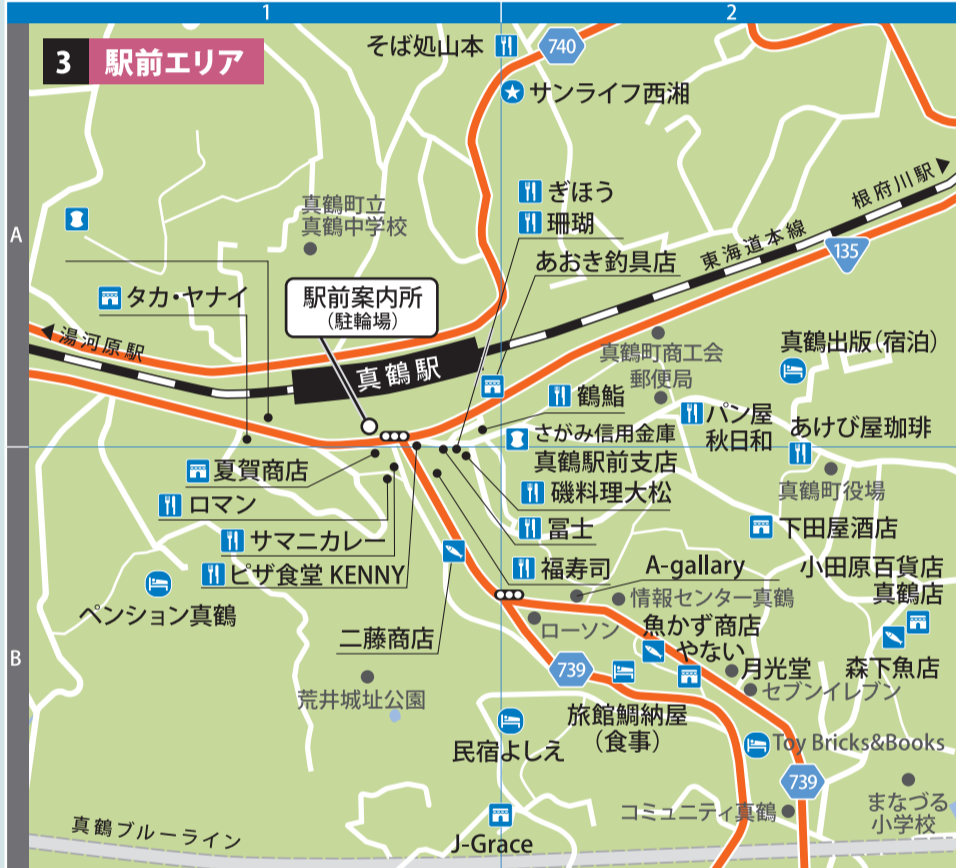 1
2
3 駅前エリア
そば処山本
740
サンライフ西湘
根府川駅
A
真鶴町立
真鶴中学校
ぎほう
珊瑚
東海道本線
135
あおき釣具店
タカ・ヤナイ
駅前案内所
(駐輪場)
湯河原駅
真鶴駅
真鶴町商工会
郵便局
真鶴出版(宿泊)
鶴鮨
パン屋
秋日和
あけび屋珈琲
さがみ信用金庫
真鶴駅前支店
夏賀商店
磯料理大松
真鶴町役場
ロマン
冨士
下田屋酒店
サマニカレー
ピザ食堂 KENNY
福寿司
A-gallary
小田原百貨店
真鶴店
ペンション真鶴
情報センター真鶴
ローソン
魚かず商店
二藤商店
やない
B
739
月光堂
森下魚店
セブンイレブン
荒井城址公園
旅館鯛納屋
(食事)
民宿よしえ
Toy Bricks&Books
739
コミュニティ真鶴
まなづる
小学校
真鶴ブルーライン
J-Grace